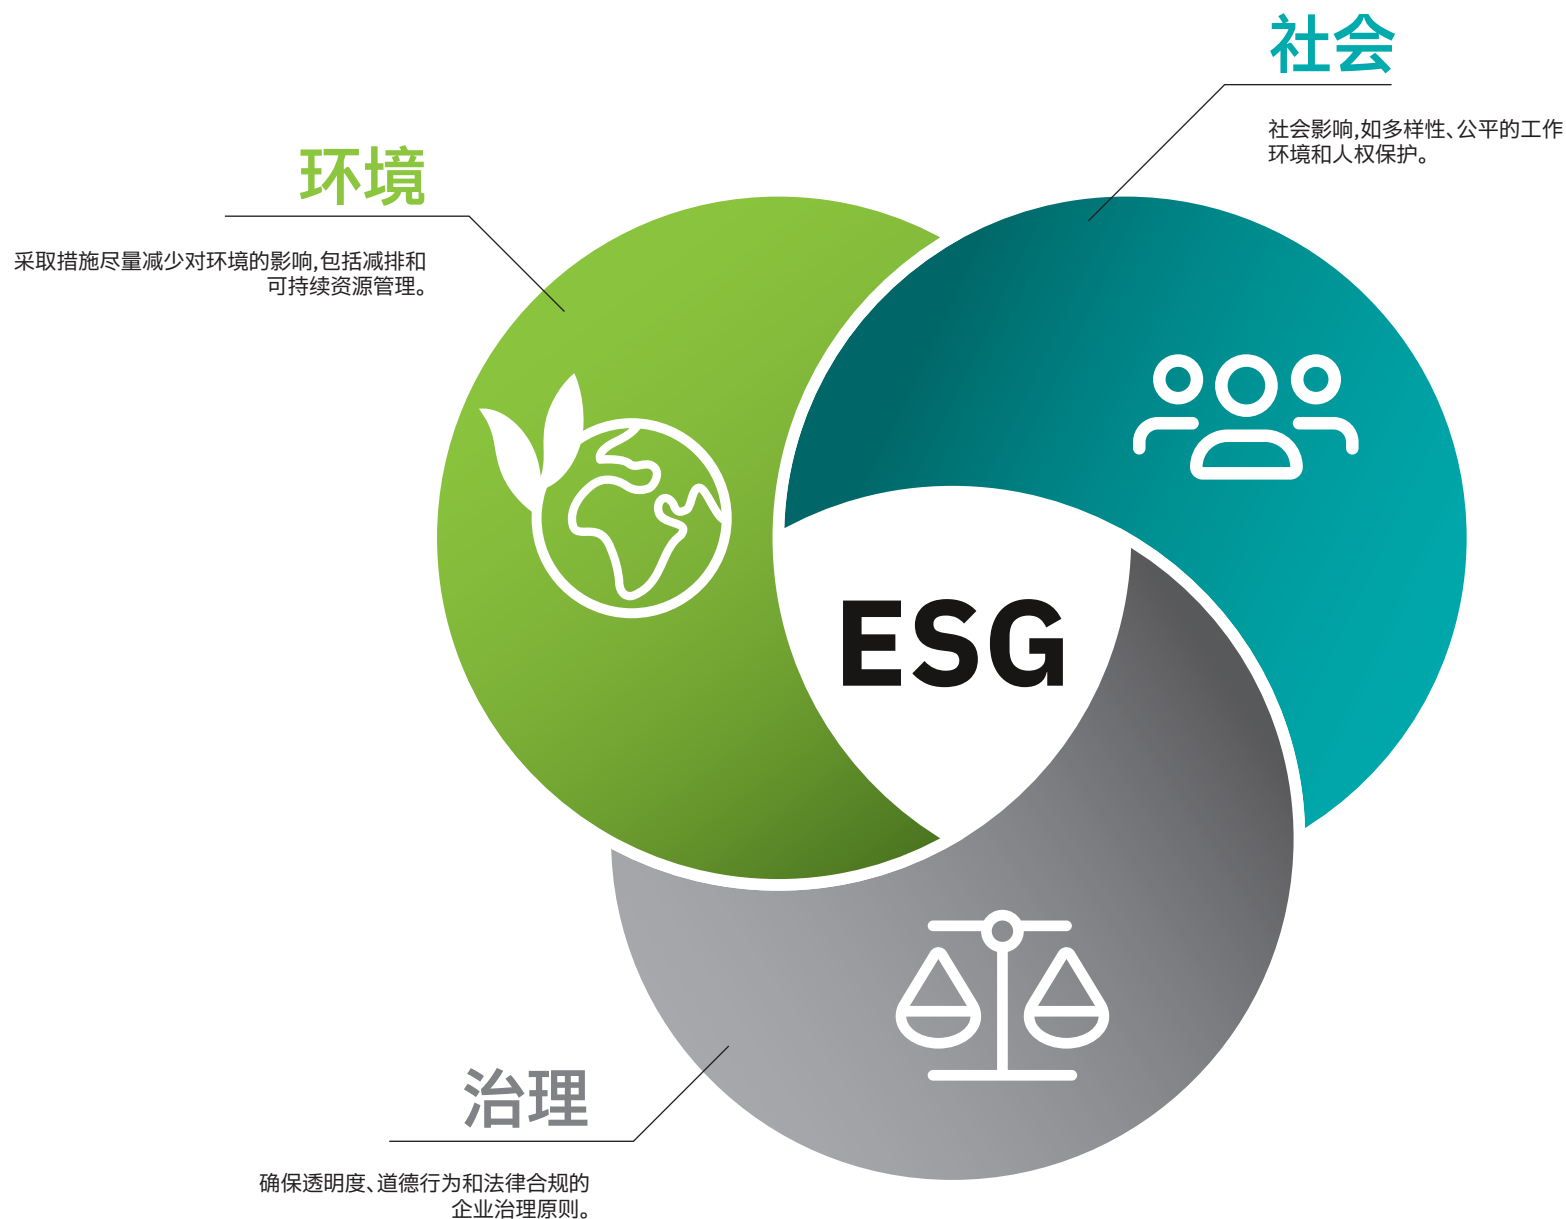 社会
社会影响,如多样性、公平的工作
环境和人权保护。
环境
采取措施尽量减少对环境的影响,包括减排和
可持续资源管理。
ESG
治理
确保透明度、道德行为和法律合规的
企业治理原则。